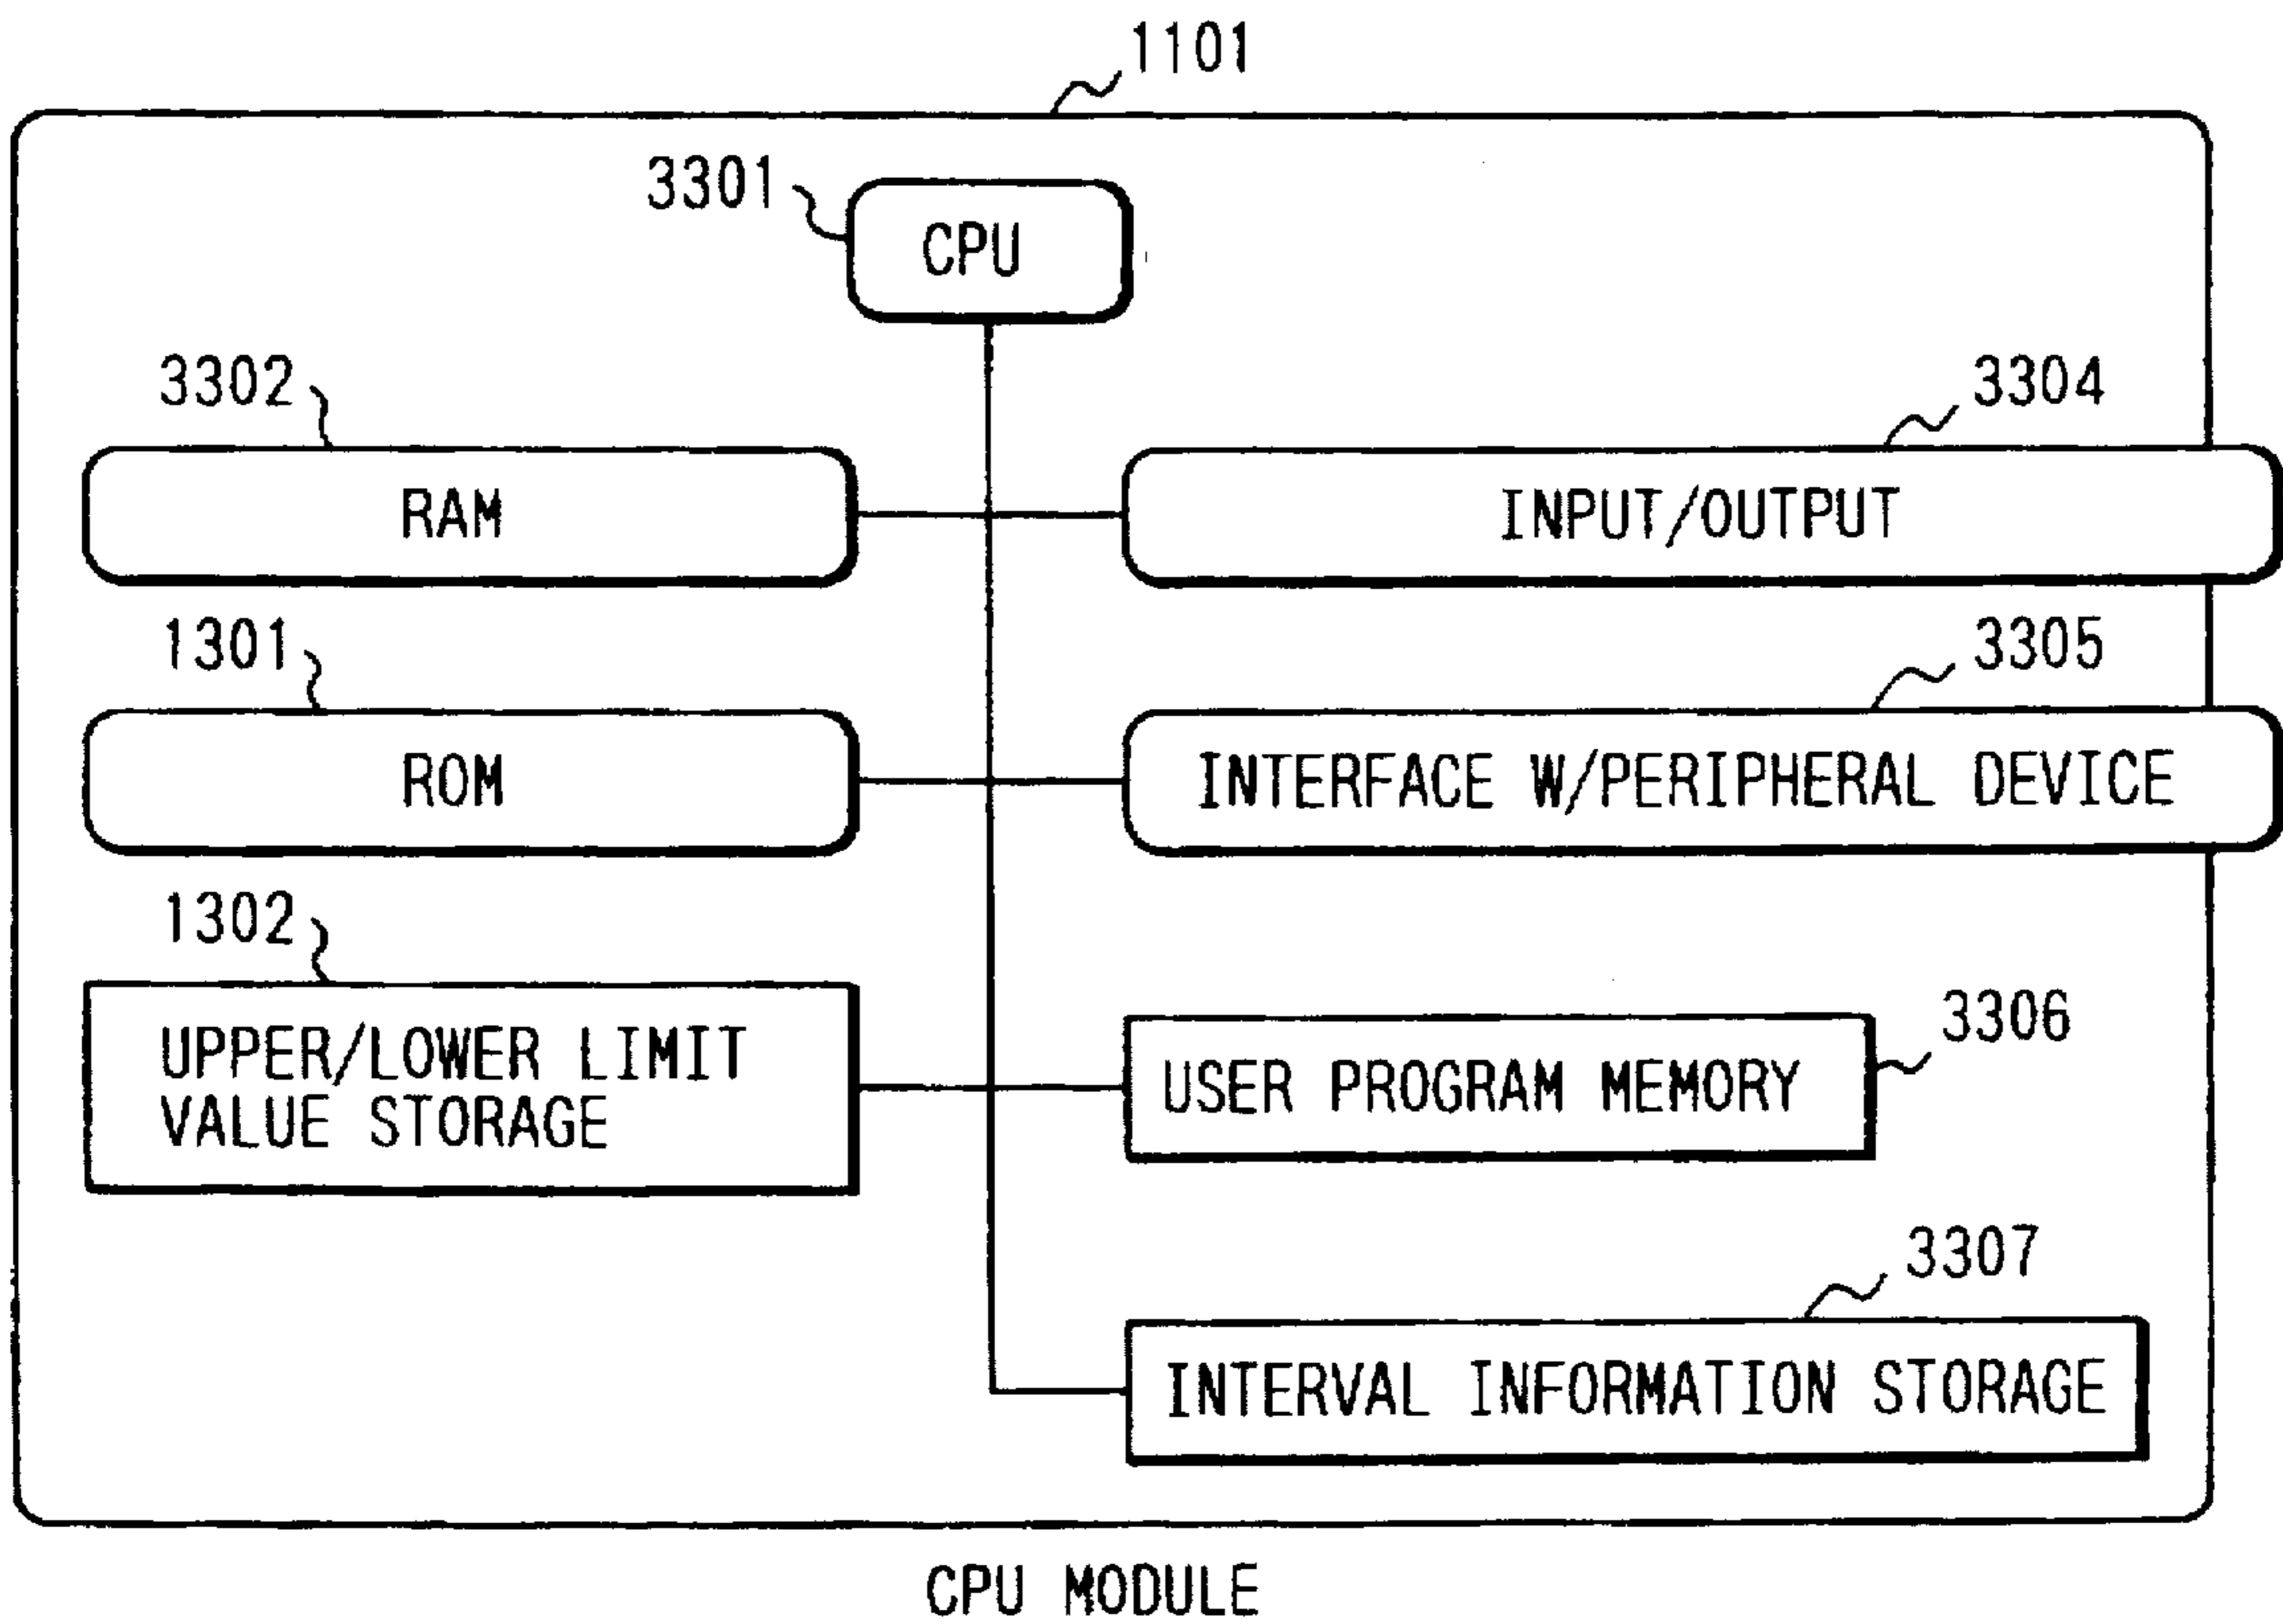 1101
3301
CPU
3302
3304
RAM
INPUT/OUTPUT
1301
3305
ROM
INTERFACE W/PERIPHERAL DEVICE
1302
3306
UPPER/LOWER LIMIT
VALUE STORAGE
USER PROGRAM MEMORY
3307
INTERVAL INFORMATION STORAGE
CPU MODULE